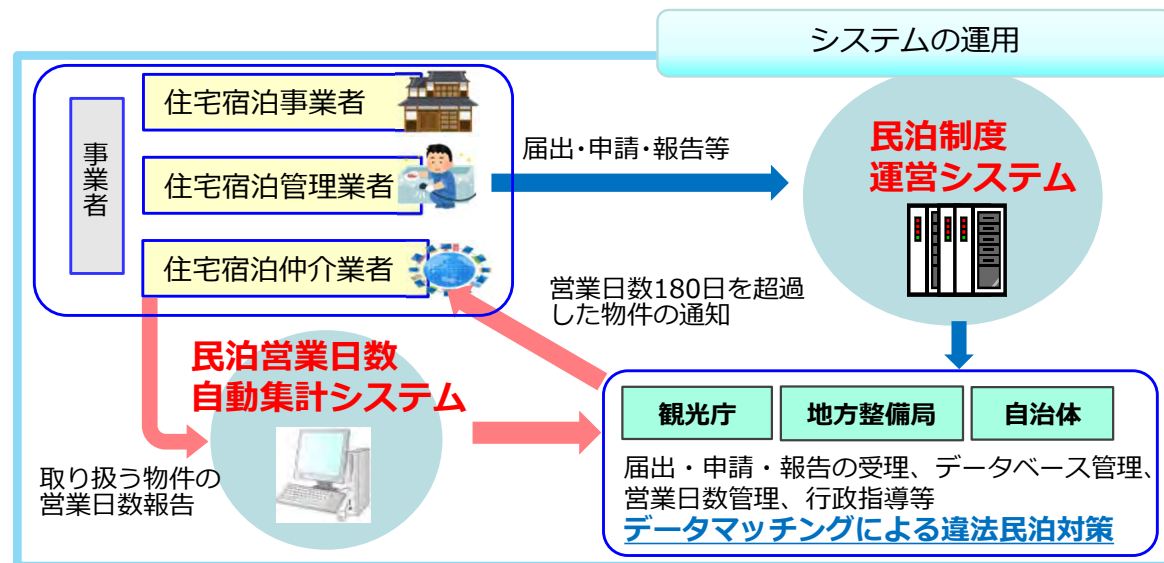 システムの運用
事業者
住宅宿泊事業者
住宅宿泊管理業者
住宅宿泊仲介業者
届出･申請･報告等
民泊制度
運営システム
営業日数180日を超過
した物件の通知
民泊営業日数
自動集計システム
取り扱う物件の
営業日数報告
観光庁
地方整備局
自治体
届出・申請・報告の受理、データベース管理、
営業日数管理、行政指導等
データマッチングによる違法民泊対策